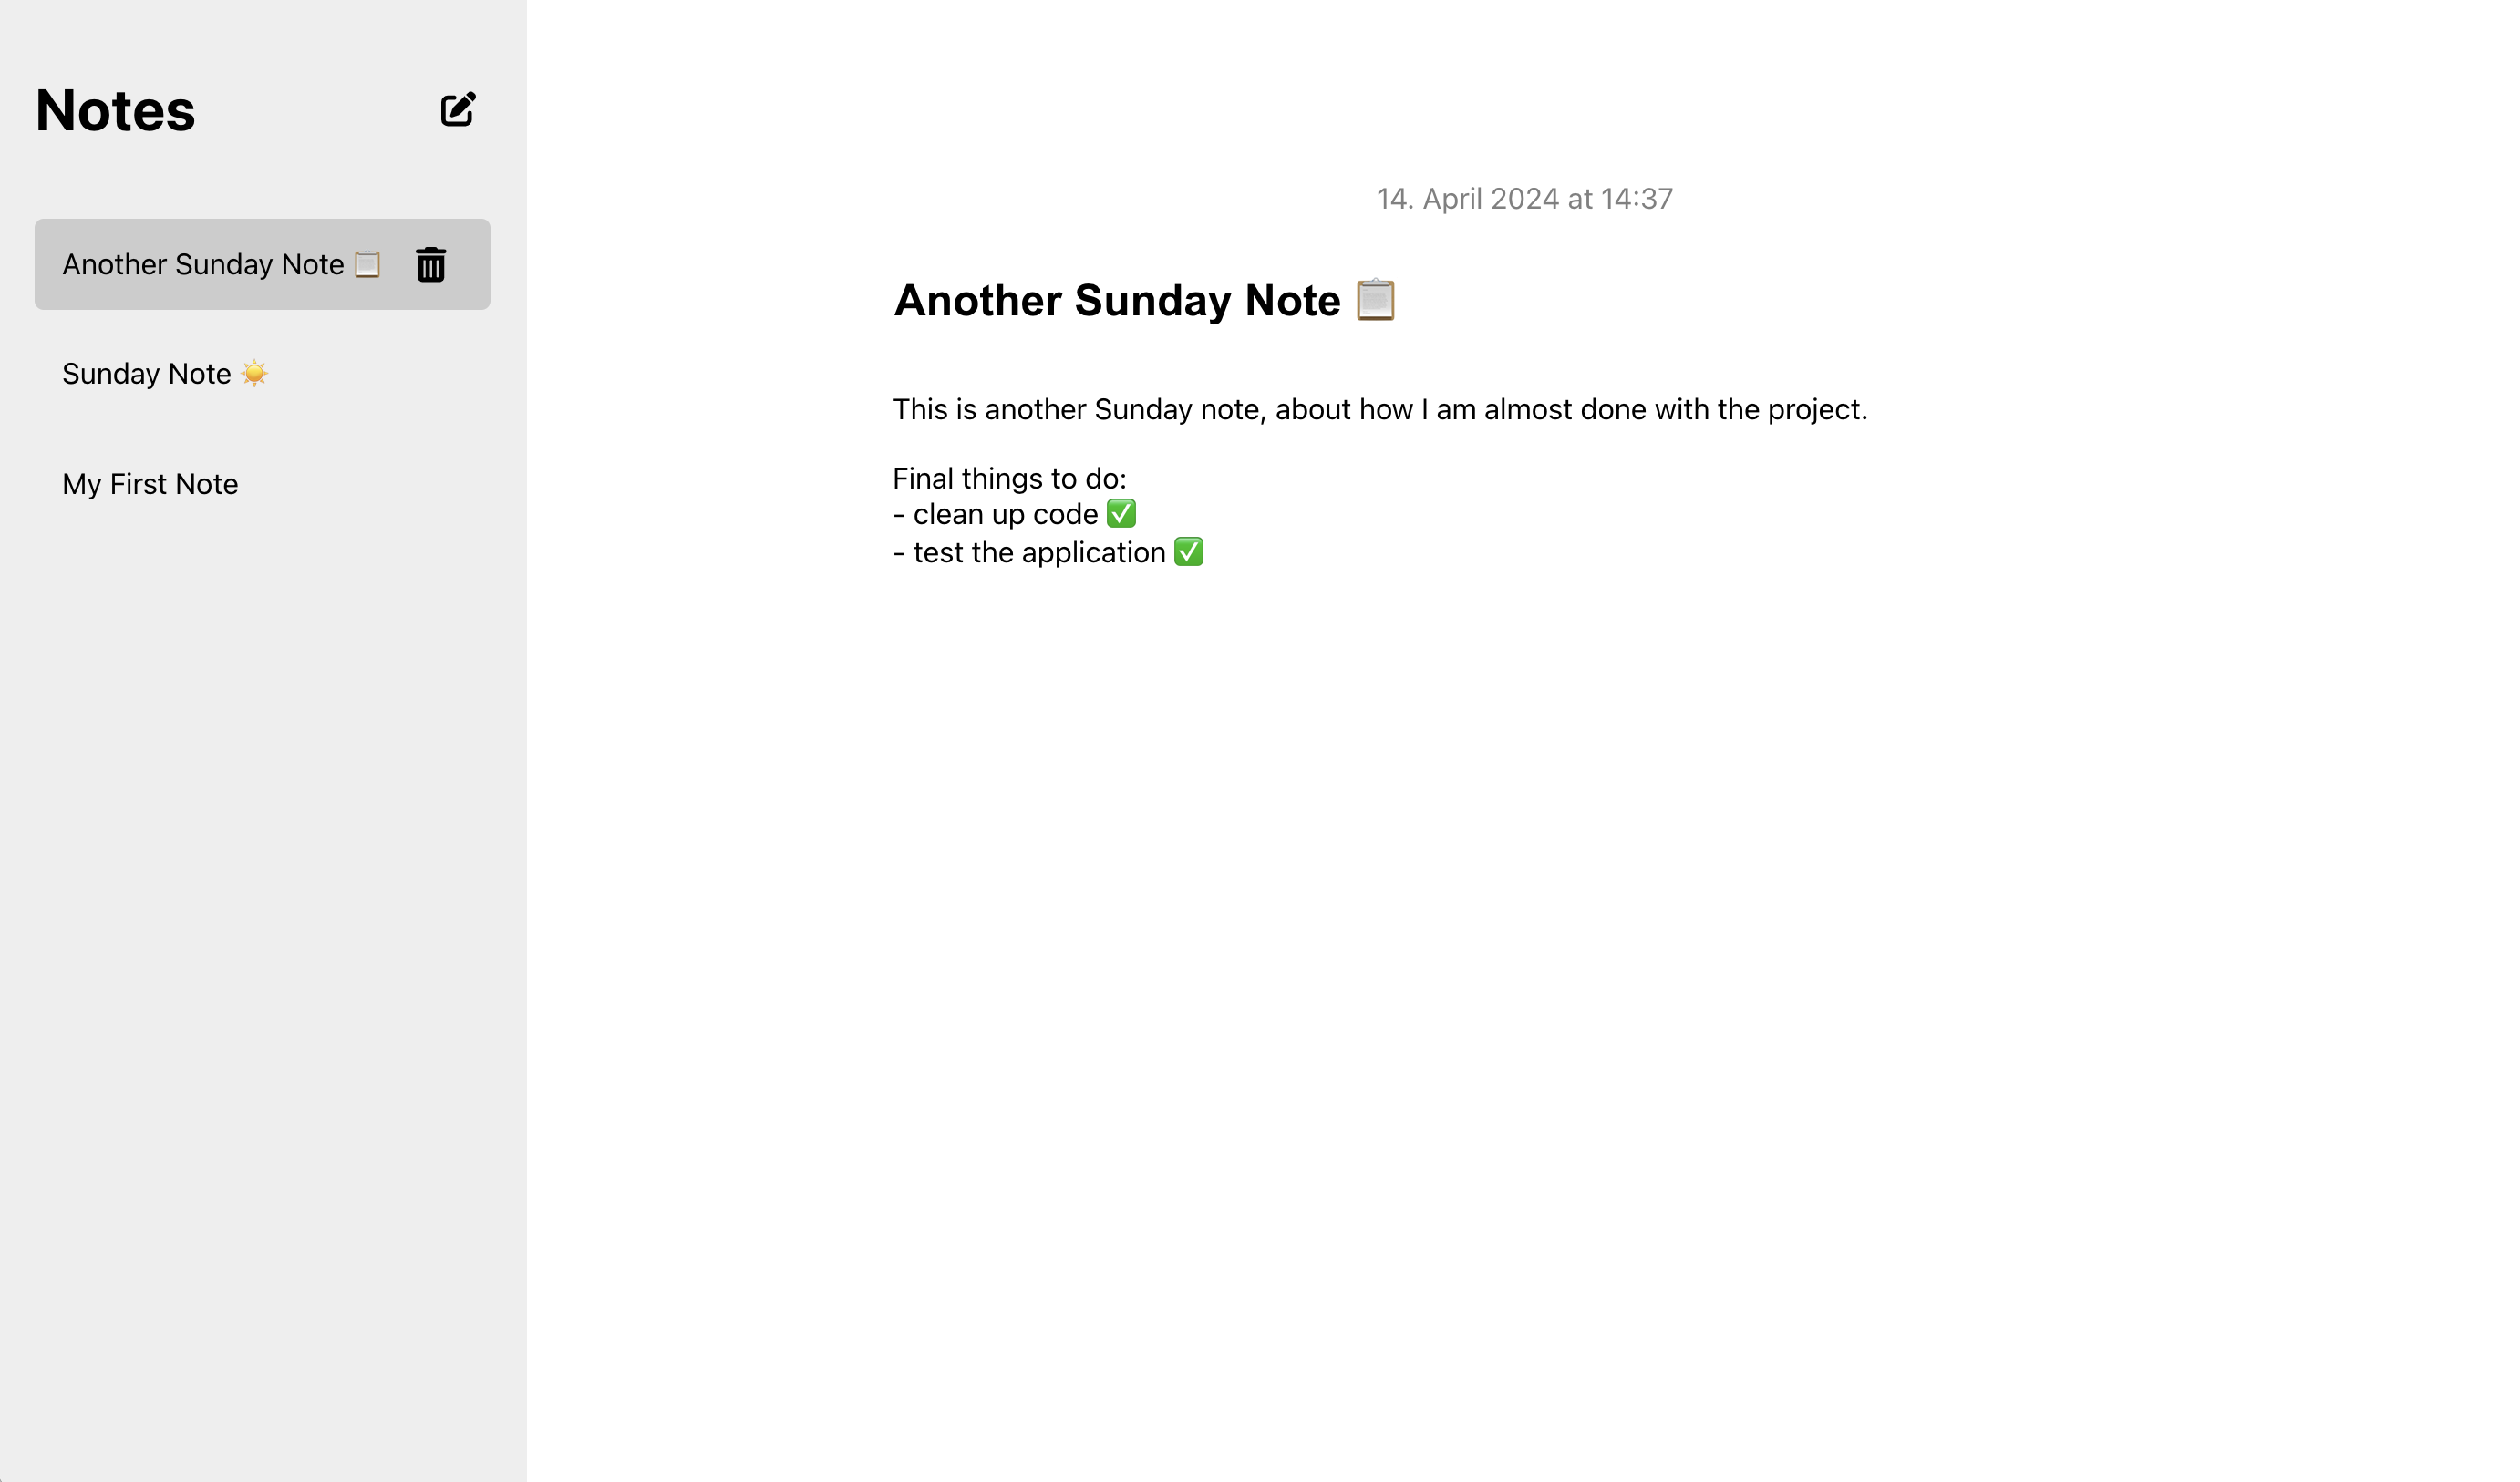 Notes
Another Sunday Note 📋
Sunday Note ☀️
My First Note
14. April 2024 at 14:37
Another Sunday Note 📋
This is another Sunday note, about how I am almost done with the project.
Final things to do:
- clean up code ✅
- test the application ✅